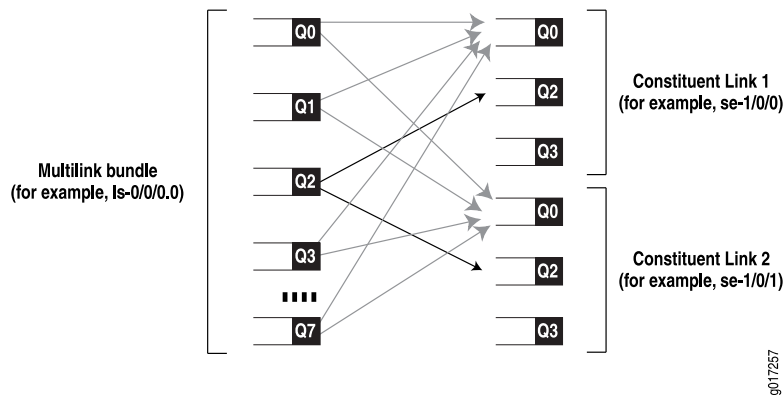 Multilink bundle
(for example, ls-0/0/0.0)
Q0
Q1
Q2
Q3
Q7
Q0
Q2
Q3
Q0
Q2
Q3
Constituent Link 1
(for example, se-1/0/0)
Constituent Link 2
(for example, se-1/0/1)
g017257